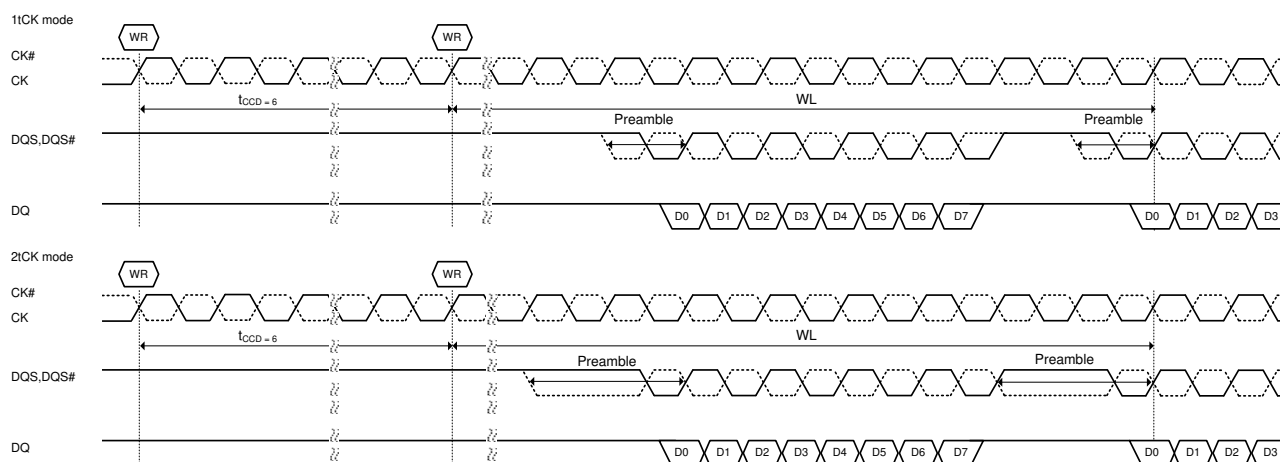 1tCK mode
WR WR
CK#
CK
tCCD = 6 WL
Preamble Preamble
DQS,DQS#
DQ D0 D1 D2 D3 D4 D5 D6 D7 D0 D1 D2 D3
2tCK mode
WR WR
CK#
CK
tCCD = 6 WL
Preamble Preamble
DQS,DQS#
DQ D0 D1 D2 D3 D4 D5 D6 D7 D0 D1 D2 D3